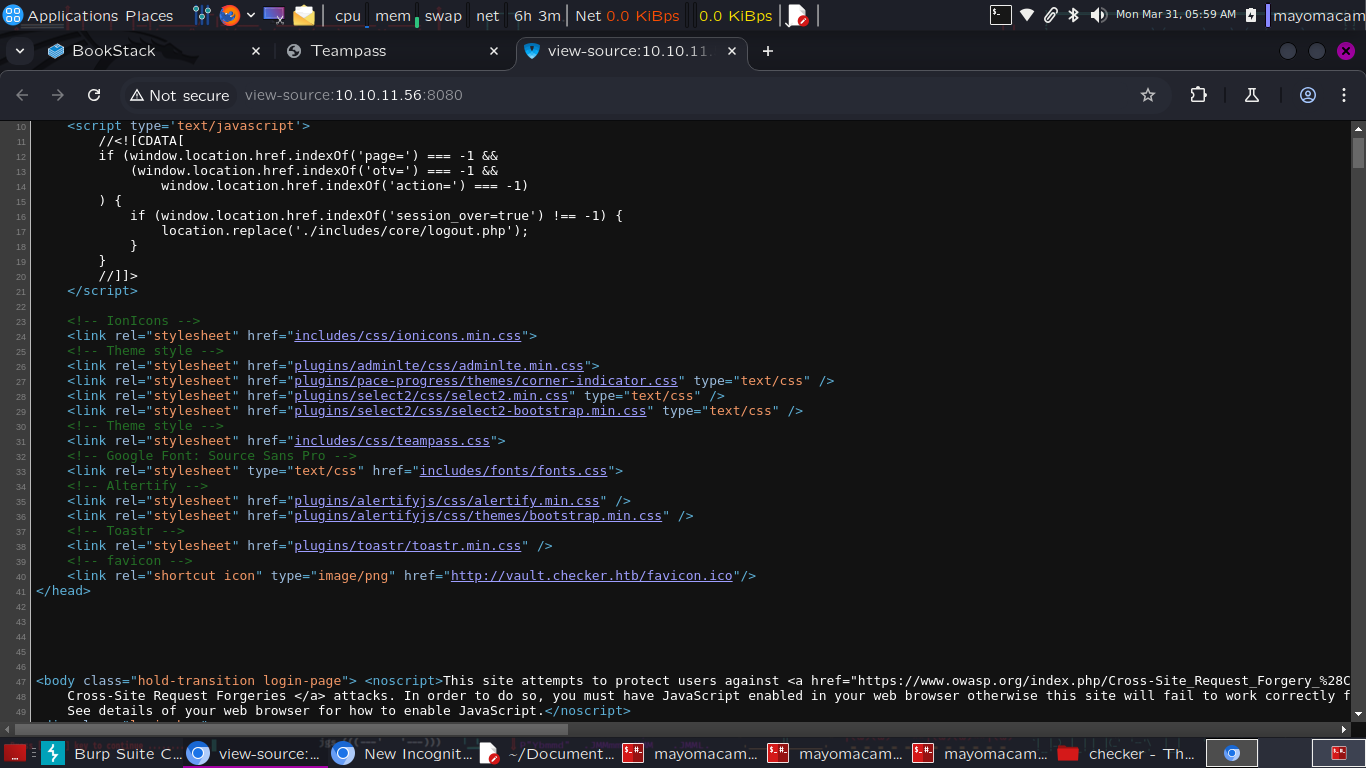 Applications Places cpu mem swap net 6h 3m Net 0.0 KiBps 0.0 KiBps Mon Mar 31, 05:59 AM mayomacam
BookStack Teampass view-source:10.10.11.
Not secure view-source:10.10.11.56:8080
10 <script type='text/javascript'>
11 //<![CDATA[
12 if (window.location.href.indexOf('page=') === -1 &&
13 (window.location.href.indexOf('otv=') === -1 &&
14 window.location.href.indexOf('action=') === -1)
15 ) {
16 if (window.location.href.indexOf('session_over=true') !== -1) {
17 location.replace('./includes/core/logout.php');
18 }
19 }
20 //]]>
21 </script>
22
23 <!-- IonIcons -->
24 <link rel="stylesheet" href="includes/css/ionicons.min.css">
25 <!-- Theme style -->
26 <link rel="stylesheet" href="plugins/adminlte/css/adminlte.min.css">
27 <link rel="stylesheet" href="plugins/pace-progress/themes/corner-indicator.css" type="text/css" />
28 <link rel="stylesheet" href="plugins/select2/css/select2.min.css" type="text/css" />
29 <link rel="stylesheet" href="plugins/select2/css/select2-bootstrap.min.css" type="text/css" />
30 <!-- Theme style -->
31 <link rel="stylesheet" href="includes/css/teampass.css">
32 <!-- Google Font: Source Sans Pro -->
33 <link rel="stylesheet" type="text/css" href="includes/fonts/fonts.css">
34 <!-- Altertify -->
35 <link rel="stylesheet" href="plugins/alertifyjs/css/alertify.min.css" />
36 <link rel="stylesheet" href="plugins/alertifyjs/css/themes/bootstrap.min.css" />
37 <!-- Toastr -->
38 <link rel="stylesheet" href="plugins/toastr/toastr.min.css" />
39 <!-- favicon -->
40 <link rel="shortcut icon" type="image/png" href="http://vault.checker.htb/favicon.ico"/>
41 </head>
42
43
44
45
46
47 <body class="hold-transition login-page"> <noscript>This site attempts to protect users against <a href="https://www.owasp.org/index.php/Cross-Site_Request_Forgery_%28C
48 Cross-Site Request Forgeries </a> attacks. In order to do so, you must have JavaScript enabled in your web browser otherwise this site will fail to work correctly f
49 See details of your web browser for how to enable JavaScript.</noscript>
Burp Suite C... view-source:... New Incognit... ~/Document... mayomacam... mayomacam... mayomacam... checker - Th...